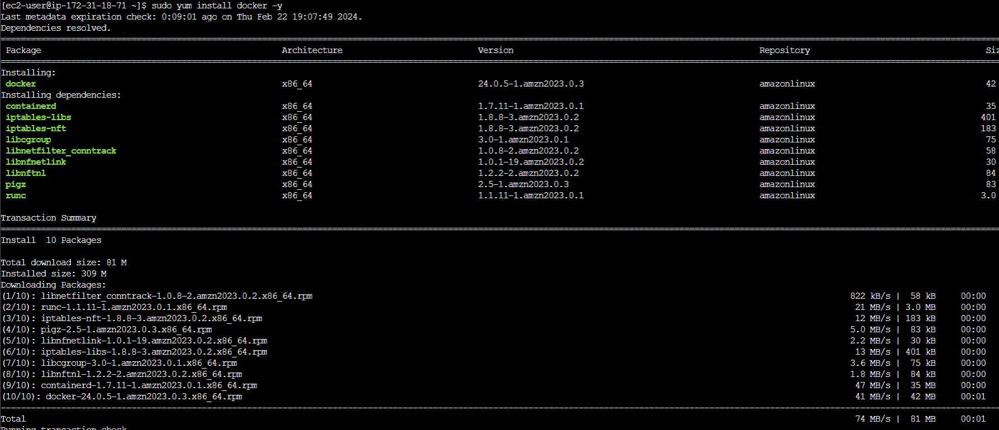 [ec2-user@ip-172-31-18-71 ~]$ sudo yum install docker -y
Last metadata expiration check: 0:09:01 ago on Thu Feb 22 19:07:49 2024.
Dependencies resolved.
Package Architecture Version Repository Siz
Installing:
docker x86_64 24.0.5-1.amzn2023.0.3 amazonlinux 42
Installing dependencies:
containerd x86_64 1.7.11-1.amzn2023.0.1 amazonlinux 35
iptables-libs x86_64 1.8.8-3.amzn2023.0.2 amazonlinux 401
iptables-nft x86_64 1.8.8-3.amzn2023.0.2 amazonlinux 183
libcgroup x86_64 3.0-1.amzn2023.0.1 amazonlinux 75
libnetfilter_conntrack x86_64 1.0.8-2.amzn2023.0.2 amazonlinux 58
libnfnetlink x86_64 1.0.1-19.amzn2023.0.2 amazonlinux 30
libnftnl x86_64 1.2.2-2.amzn2023.0.2 amazonlinux 84
pigz x86_64 2.5-1.amzn2023.0.3 amazonlinux 83
runc x86_64 1.1.11-1.amzn2023.0.1 amazonlinux 3.0
Transaction Summary
Install 10 Packages
Total download size: 81 M
Installed size: 309 M
Downloading Packages:
(1/10): libnetfilter_conntrack-1.0.8-2.amzn2023.0.2.x86_64.rpm 822 kB/s | 58 kB 00:00
(2/10): runc-1.1.11-1.amzn2023.0.1.x86_64.rpm 21 MB/s | 3.0 MB 00:00
(3/10): iptables-nft-1.8.8-3.amzn2023.0.2.x86_64.rpm 12 MB/s | 183 kB 00:00
(4/10): pigz-2.5-1.amzn2023.0.3.x86_64.rpm 5.0 MB/s | 83 kB 00:00
(5/10): libnfnetlink-1.0.1-19.amzn2023.0.2.x86_64.rpm 2.2 MB/s | 30 kB 00:00
(6/10): iptables-libs-1.8.8-3.amzn2023.0.2.x86_64.rpm 13 MB/s | 401 kB 00:00
(7/10): libcgroup-3.0-1.amzn2023.0.1.x86_64.rpm 3.6 MB/s | 75 kB 00:00
(8/10): libnftnl-1.2.2-2.amzn2023.0.2.x86_64.rpm 1.8 MB/s | 84 kB 00:00
(9/10): containerd-1.7.11-1.amzn2023.0.1.x86_64.rpm 47 MB/s | 35 MB 00:00
(10/10): docker-24.0.5-1.amzn2023.0.3.x86_64.rpm 41 MB/s | 42 MB 00:01
Total 74 MB/s | 81 MB 00:01
Running transaction check